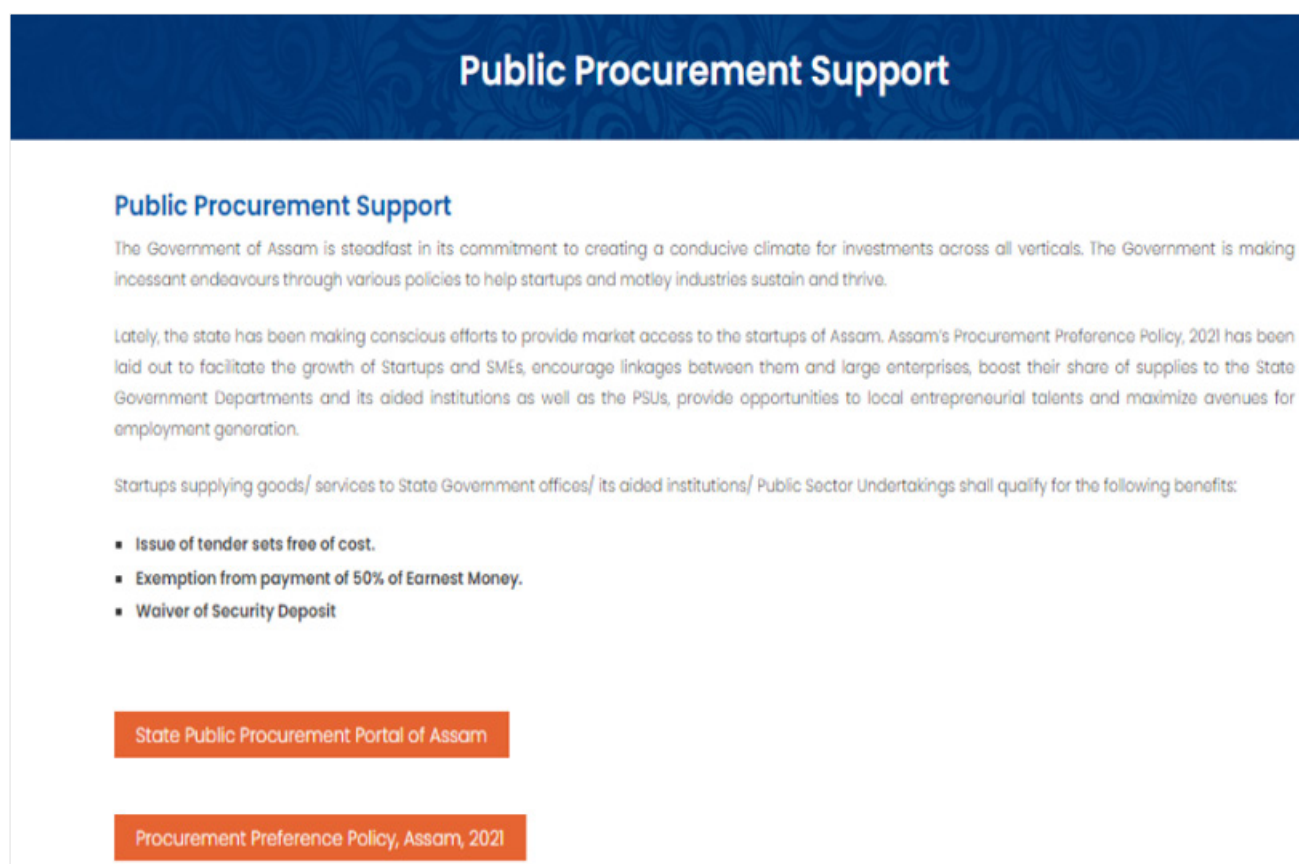 Public Procurement Support
Public Procurement Support
The Government of Assam is steadfast in its commitment to creating a conducive climate for investments across all verticals. The Government is making
incessant endeavours through various policies to help startups and motley industries sustain and thrive.
Lately, the state has been making conscious efforts to provide market access to the startups of Assam. Assam's Procurement Preference Policy, 2021 has been
laid out to facilitate the growth of Startups and SMEs, encourage linkages between them and large enterprises, boost their share of supplies to the State
Government Departments and its aided institutions as well as the PSUs, provide opportunities to local entrepreneurial talents and maximize avenues for
employment generation.
Startups supplying goods/ services to State Government offices/ its aided institutions/ Public Sector Undertakings shall qualify for the following benefits:
▪ Issue of tender sets free of cost.
▪ Exemption from payment of 50% of Earnest Money.
▪ Waiver of Security Deposit
State Public Procurement Portal of Assam
Procurement Preference Policy, Assam, 2021